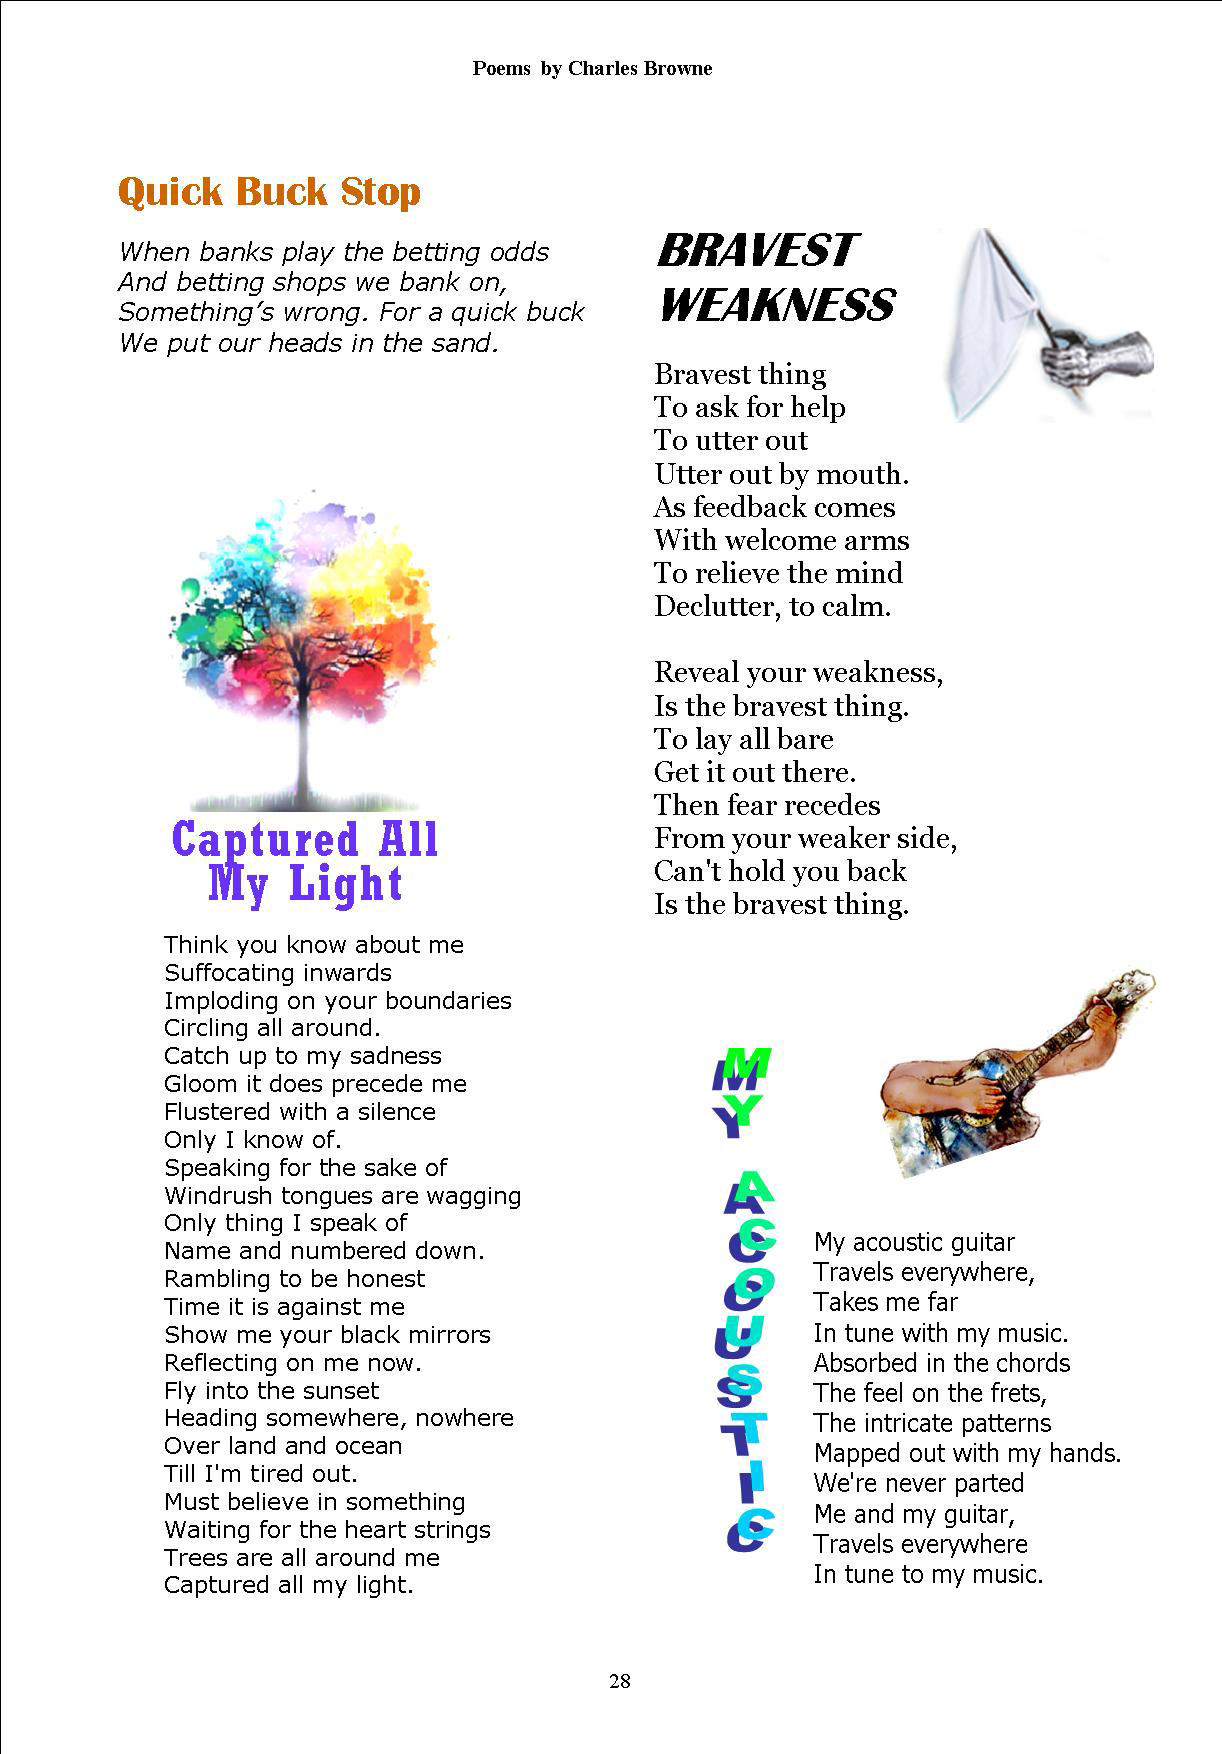 Poems by Charles Browne
Quick Buck Stop
When banks play the betting odds
And betting shops we bank on,
Something’s wrong. For a quick buck
We put our heads in the sand.
Captured All
My Light
Think you know about me
Suffocating inwards
Imploding on your boundaries
Circling all around.
Catch up to my sadness
Gloom it does precede me
Flustered with a silence
Only I know of.
Speaking for the sake of
Windrush tongues are wagging
Only thing I speak of
Name and numbered down.
Rambling to be honest
Time it is against me
Show me your black mirrors
Reflecting on me now.
Fly into the sunset
Heading somewhere, nowhere
Over land and ocean
Till I'm tired out.
Must believe in something
Waiting for the heart strings
Trees are all around me
Captured all my light.
BRAVEST
WEAKNESS
Bravest thing
To ask for help
To utter out
Utter out by mouth.
As feedback comes
With welcome arms
To relieve the mind
Declutter, to calm.
Reveal your weakness,
Is the bravest thing.
To lay all bare
Get it out there.
Then fear recedes
From your weaker side,
Can't hold you back
Is the bravest thing.
MY ACOUSTIC
My acoustic guitar
Travels everywhere,
Takes me far
In tune with my music.
Absorbed in the chords
The feel on the frets,
The intricate patterns
Mapped out with my hands.
We're never parted
Me and my guitar,
Travels everywhere
In tune to my music.
28